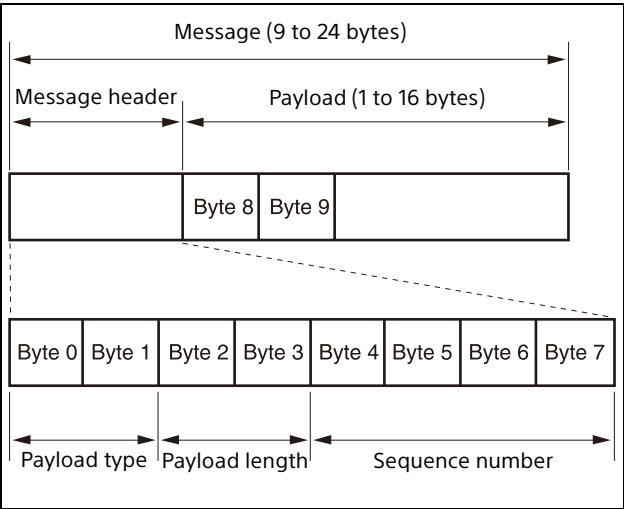 Message (9 to 24 bytes)
Message header
Payload (1 to 16 bytes)
Byte 8
Byte 9
Byte 0
Byte 1
Byte 2
Byte 3
Byte 4
Byte 5
Byte 6
Byte 7
Payload type
Payload length
Sequence number